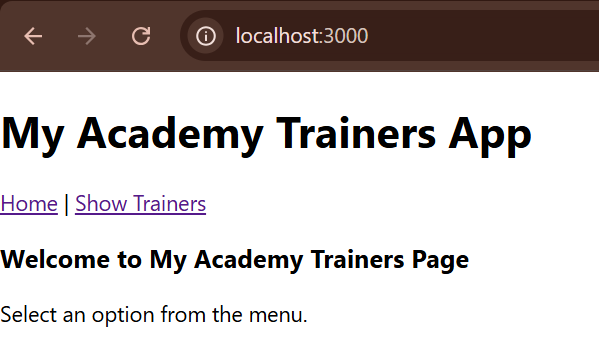 localhost:3000
My Academy Trainers App
Home | Show Trainers
Welcome to My Academy Trainers Page
Select an option from the menu.